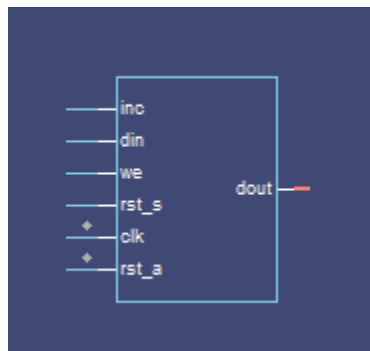 inc
din
we
rst_s
clk
rst_a
dout